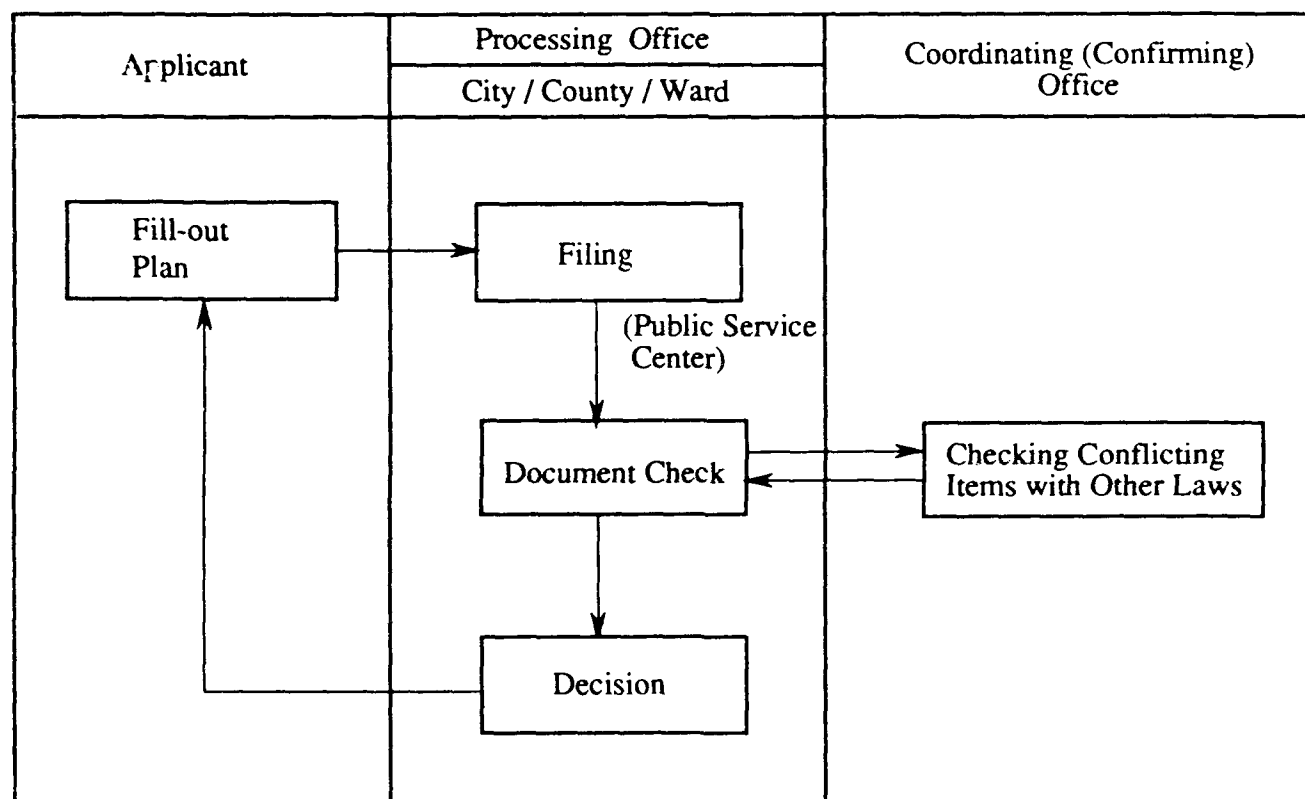 Applicant
Processing Office
City / County / Ward
Coordinating (Confirming)
Office
Fill-out
Plan
Filing
(Public Service
Center)
Document Check
Checking Conflicting
Items with Other Laws
Decision